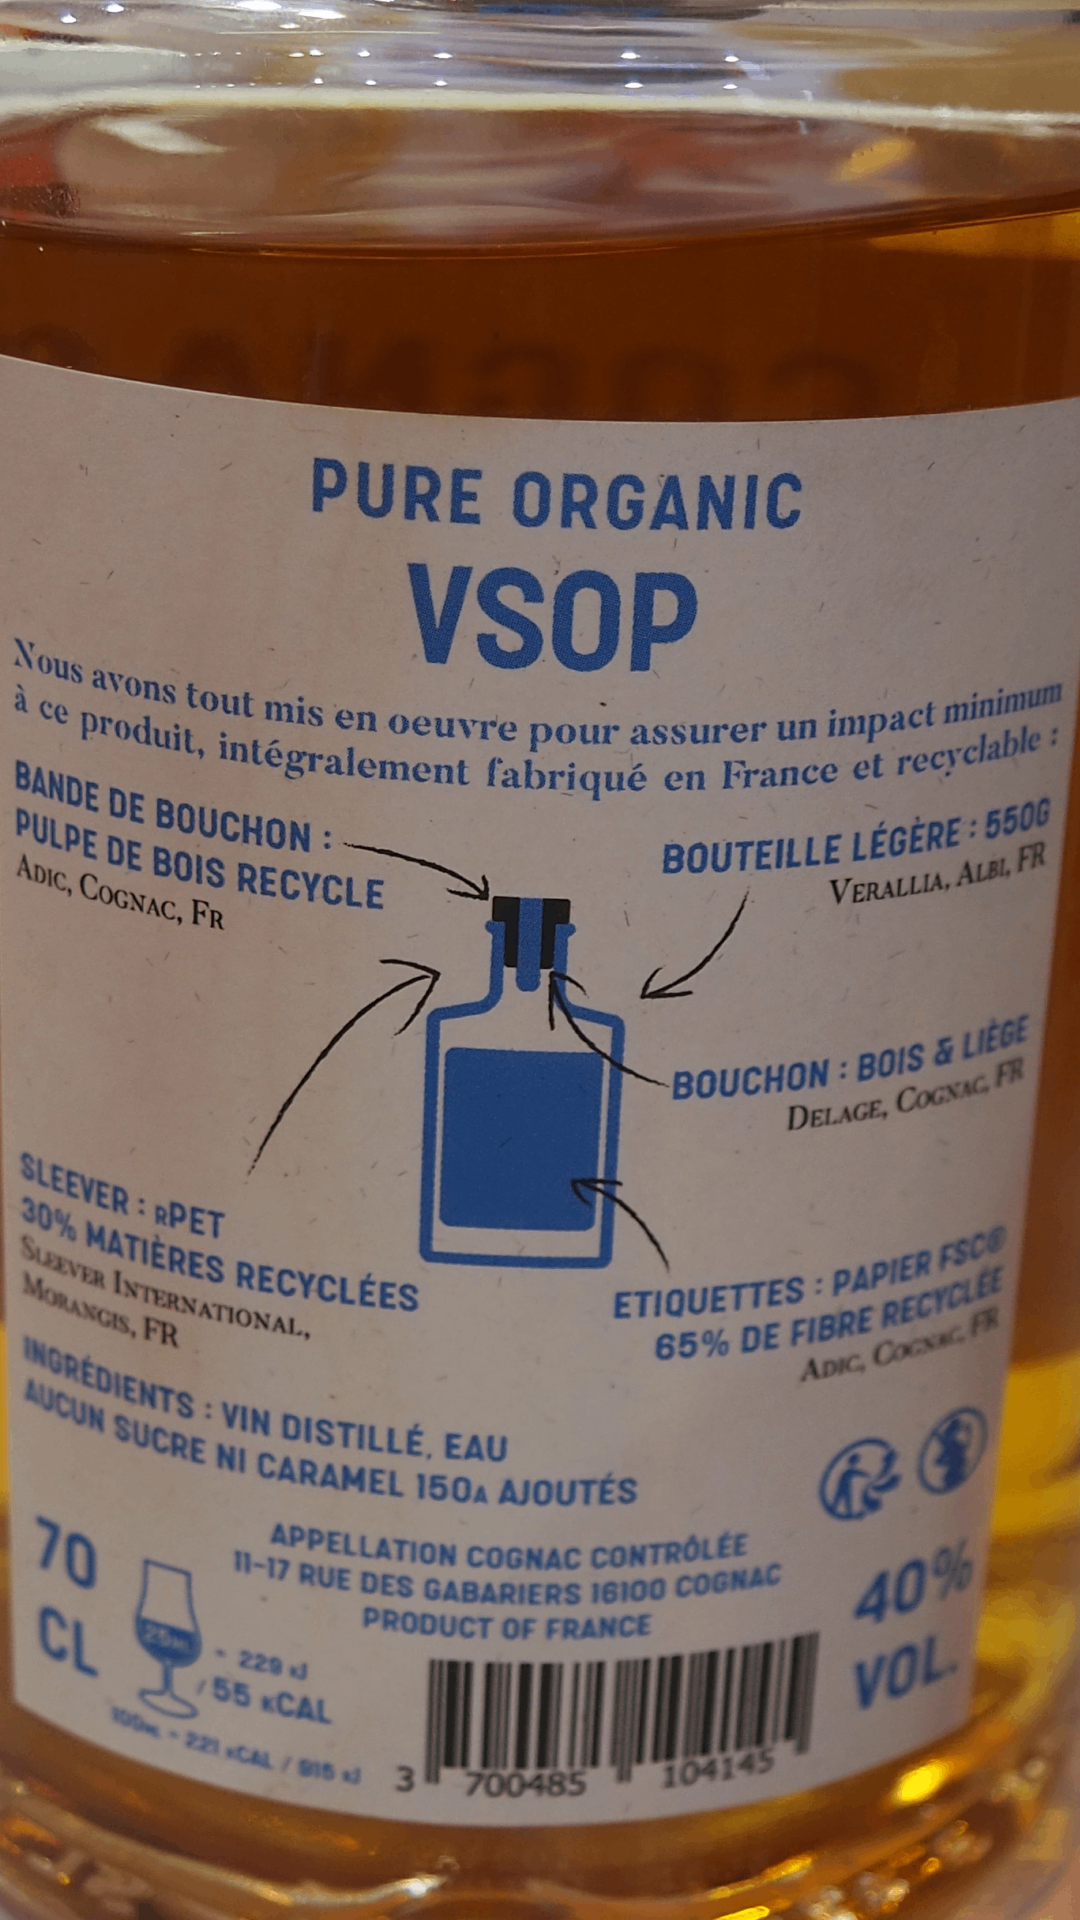 PURE ORGANIC
VSOP
Nous avons tout mis en oeuvre pour assurer un impact minimum
à ce produit, intégralement fabriqué en France et recyclable :
BANDE DE BOUCHON :
PULPE DE BOIS RECYCLE
ADIC, COGNAC, FR
BOUTEILLE LÉGÈRE : 550G
VERALLIA, ALBI, FR
BOUCHON : BOIS & LIÈGE
DELAGE, COGNAC, FR
SLEEVER : RPET
30% MATIÈRES RECYCLÉES
SLEEVER INTERNATIONAL,
MORANGIS, FR
ETIQUETTES : PAPIER FSC®
65% DE FIBRE RECYCLÉE
ADIC, COGNAC, FR
INGRÉDIENTS : VIN DISTILLÉ, EAU
AUCUN SUCRE NI CARAMEL 150A AJOUTÉS
APPELLATION COGNAC CONTRÔLÉE
11-17 RUE DES GABARIERS 16100 COGNAC
PRODUCT OF FRANCE
70
CL
25ML
- 229 KJ
/ 55 KCAL
100ML - 221 KCAL / 915 KJ
40%
VOL.
3 700485 104145